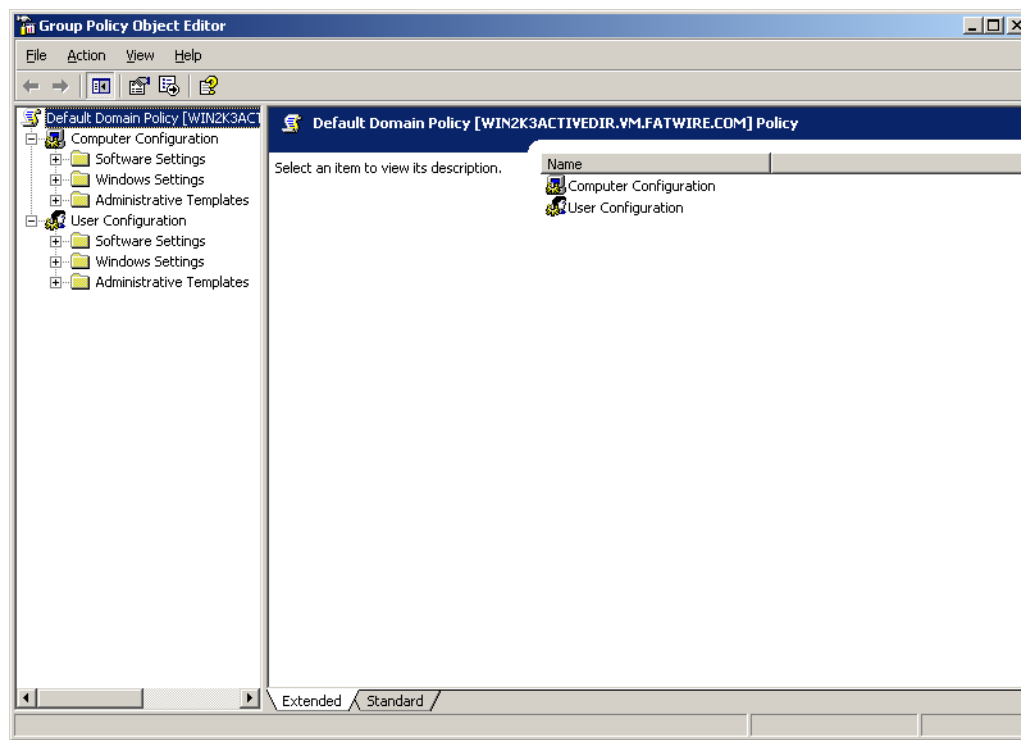 Group Policy Object Editor
File Action View Help
Default Domain Policy [WIN2K3ACT
Computer Configuration
Software Settings
Windows Settings
Administrative Templates
User Configuration
Software Settings
Windows Settings
Administrative Templates
Default Domain Policy [WIN2K3ACTIVEDIR.VM.FATWIRE.COM] Policy
Select an item to view its description.
Name
Computer Configuration
User Configuration
Extended Standard